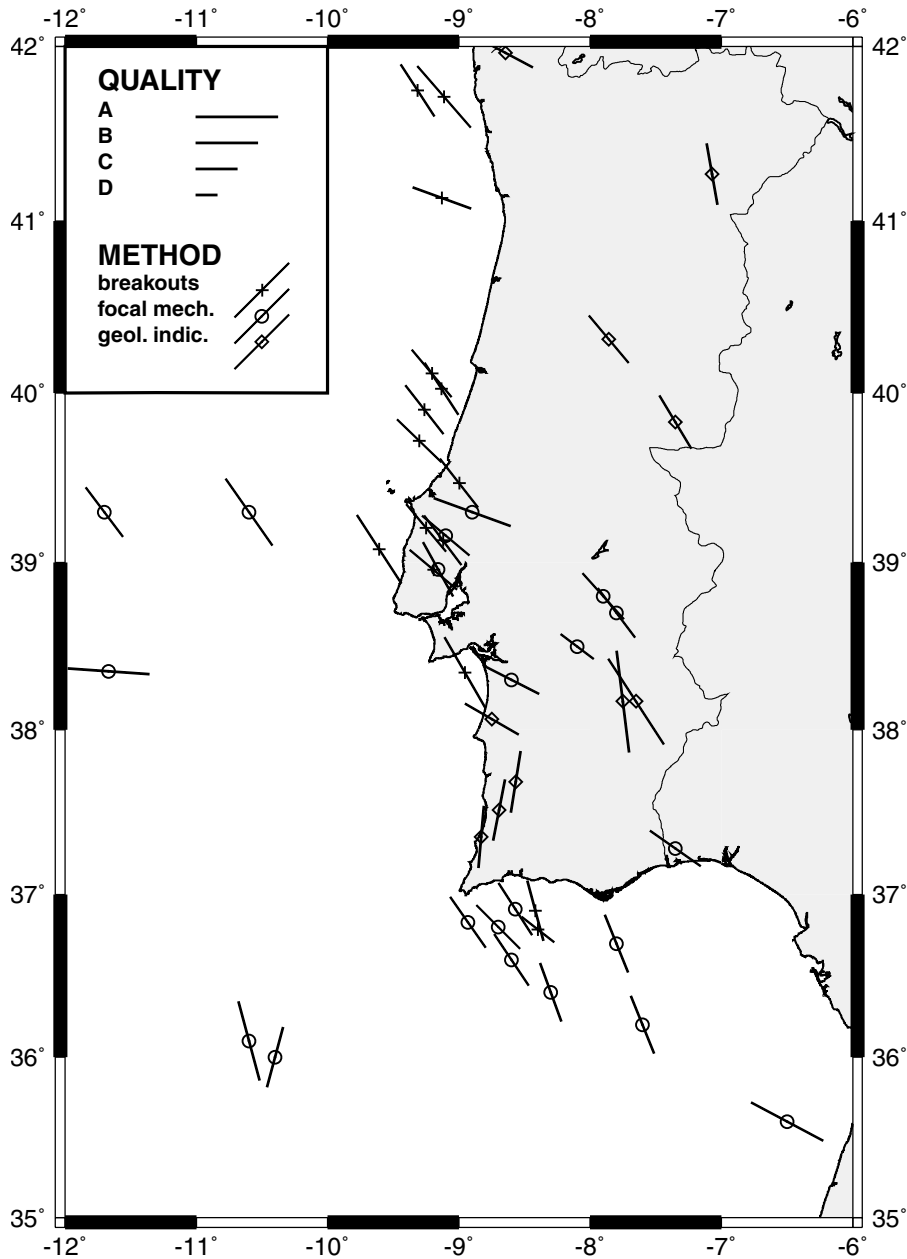 -12 -11 -10 -9 -8 -7 -6
42˚ 42˚
QUALITY
A
B
C
D
41˚ 41˚
METHOD
breakouts
focal mech.
geol. indic.
40˚ 40˚
39˚ 39˚
38˚ 38˚
37˚ 37˚
36˚ 36˚
35˚ 35˚
-12 -11 -10 -9 -8 -7 -6